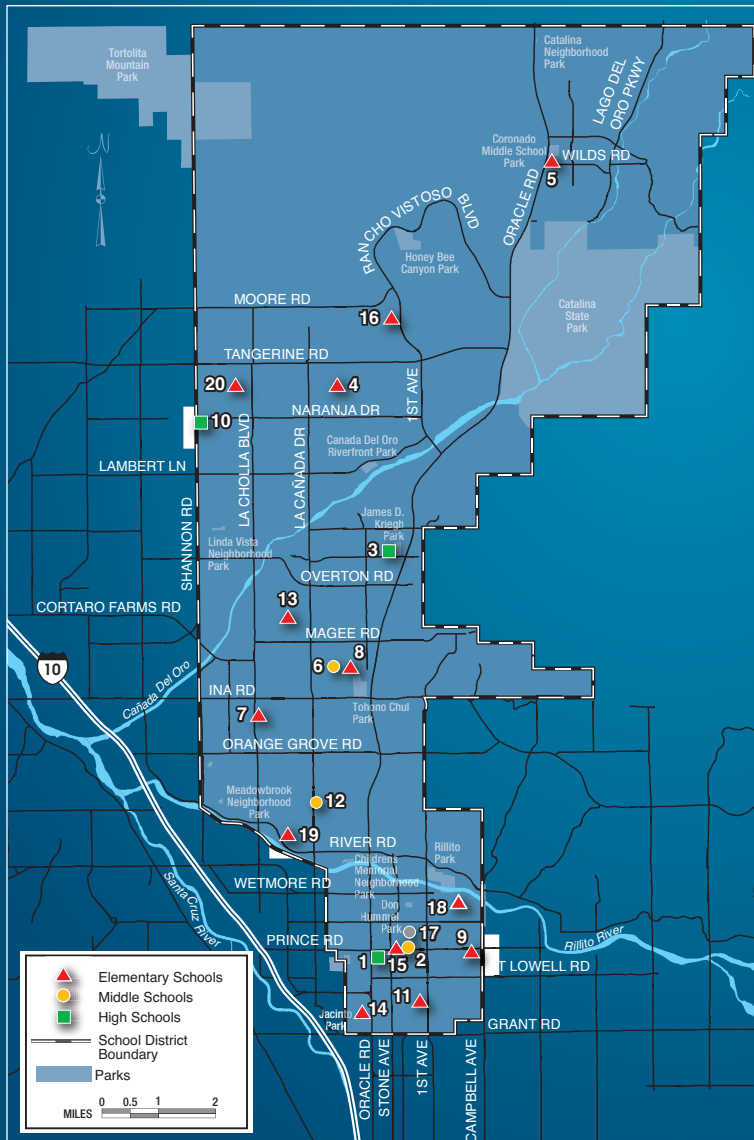 Tortolita
Mountain
Park
Catalina
Neighborhood
Park
LAGO DEL
ORO PKWY
N
Coronado
Middle School
Park
WILDS RD
5
ORACLE RD
RANCHO VISTOSO BLVD
Honey Bee
Canyon Park
Catalina
State
Park
MOORE RD
16
TANGERINE RD
20
4
1ST AVE
NARANJA DR
10
LA CHOLLA BLVD
LA CAÑADA DR
Canada Del Oro
Riverfront Park
LAMBERT LN
SHANNON RD
James D.
Kriegh
Park
Linda Vista
Neighborhood
Park
3
OVERTON RD
CORTARO FARMS RD
13
MAGEE RD
10
6
8
Cañada Del Oro
INA RD
Tohono Chul
Park
7
ORANGE GROVE RD
Meadowbrook
Neighborhood
Park
12
19
RIVER RD
Childrens
Memorial
Neighborhood
Park
Rillito
Park
WETMORE RD
Santa Cruz
River
18
Don
Hummel
Park
17
PRINCE RD
9
Rillito River
1
15
2
T LOWELL RD
11
14
Jacinto
Park
GRANT RD
ORACLE RD
STONE AVE
1ST AVE
CAMPBELL AVE
Elementary Schools
Middle Schools
High Schools
School District
Boundary
Parks
MILES
0 0.5 1 2